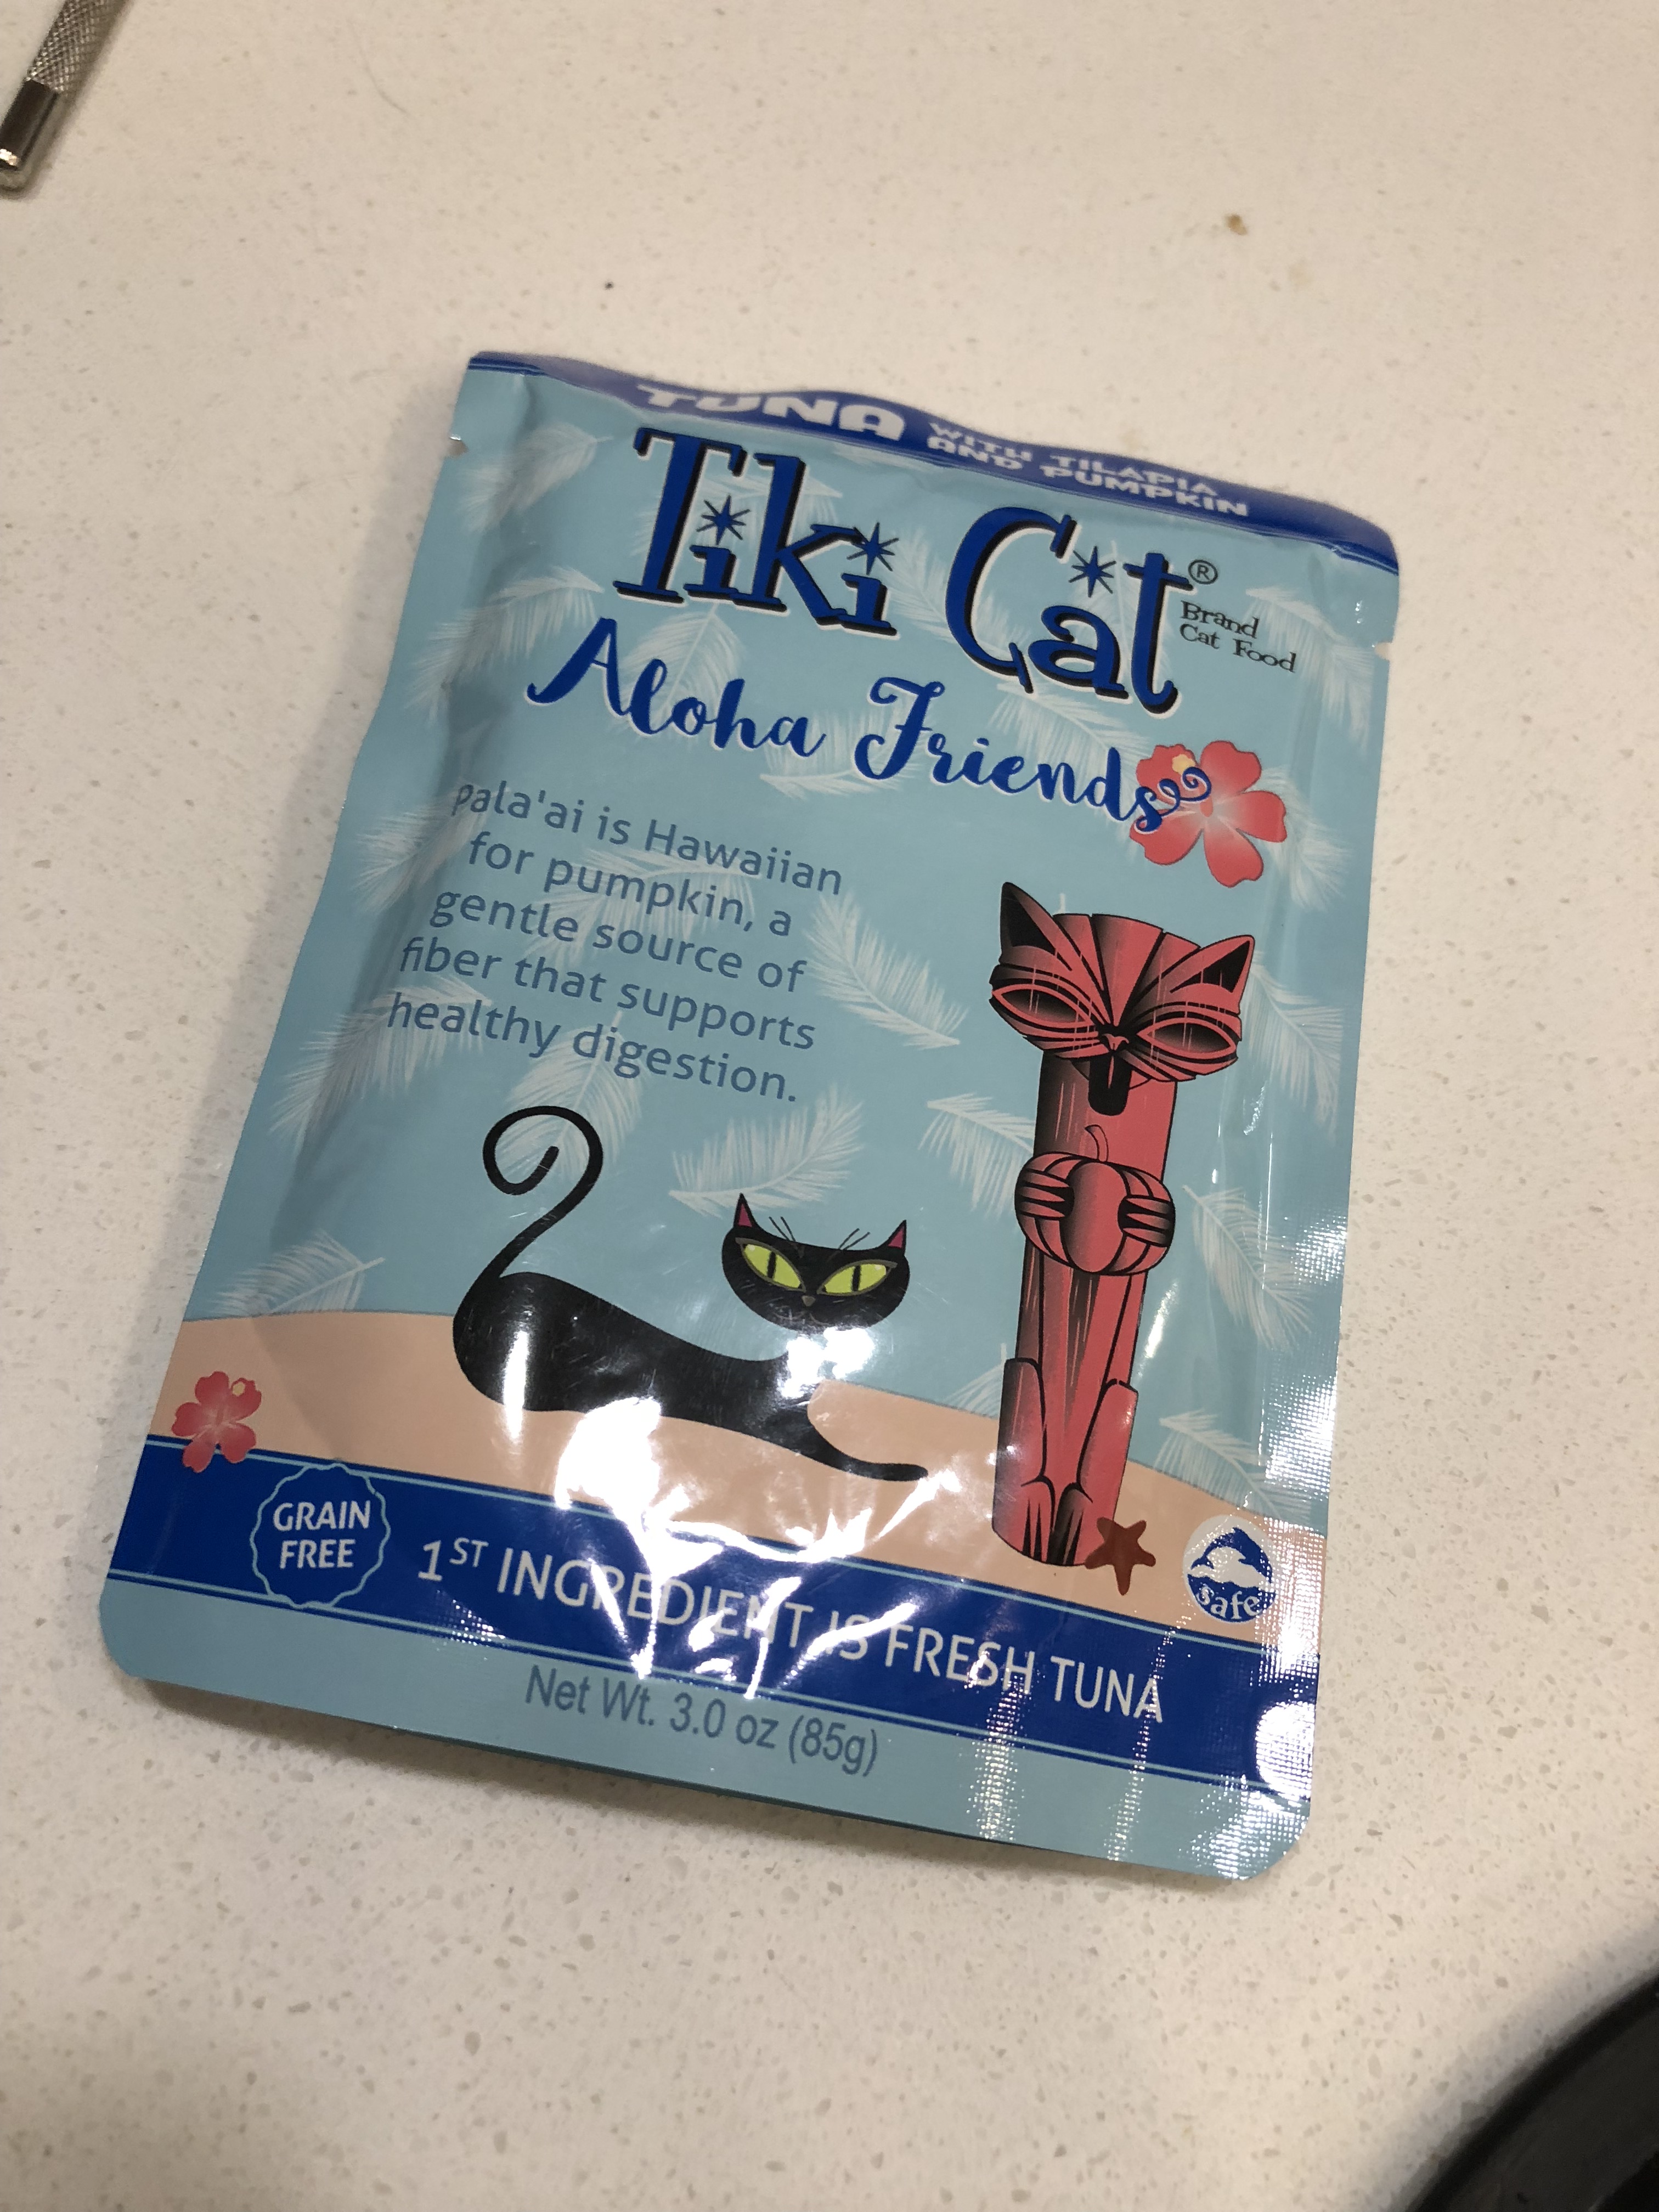 TUNA WITH TILAPIA
AND PUMPKIN
Tiki Cat®
Brand
Cat Food
Aloha Friends
pala'ai is Hawaiian
for pumpkin, a
gentle source of
fiber that supports
healthy digestion.
GRAIN
FREE
1ST INGREDIENT IS FRESH TUNA
safe
Net Wt. 3.0 oz (85g)